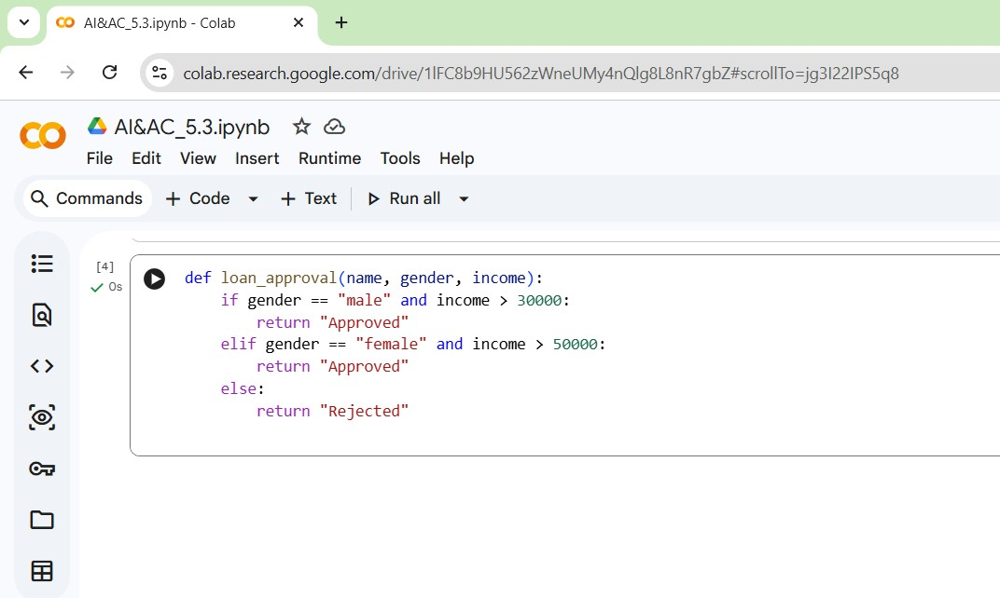 AI&AC_5.3.ipynb - Colab
colab.research.google.com/drive/1lFC8b9HU562zWneUMy4nQlg8L8nR7gbZ#scrollTo=jg3I22IPS5q8
AI&AC_5.3.ipynb
File Edit View Insert Runtime Tools Help
Commands + Code + Text Run all
[4]
0s
def loan_approval(name, gender, income):
    if gender == "male" and income > 30000:
        return "Approved"
    elif gender == "female" and income > 50000:
        return "Approved"
    else:
        return "Rejected"